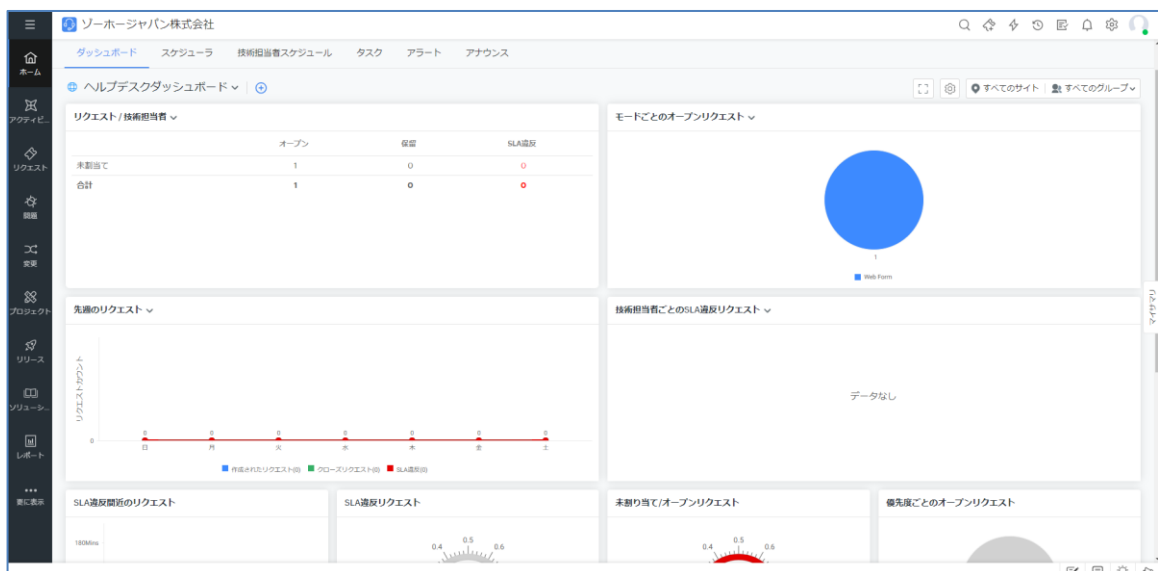 ゾーホージャパン株式会社
ダッシュボード スケジューラ 技術担当者スケジュール タスク アラート アナウンス
ホーム
アクティビ...
リクエスト
問題
変更
プロジェクト
リリース
ソリューシ...
レポート
更に表示
ヘルプデスクダッシュボード
すべてのサイト すべてのグループ
リクエスト / 技術担当者
オープン 保留 SLA違反
未割当て 1 0 0
合計 1 0 0
モードごとのオープンリクエスト
1
Web Form
先週のリクエスト
リクエストカウント
0
0 0 0 0 0 0 0
日 月 火 水 木 金 土
作成されたリクエスト(0) クローズリクエスト(0) SLA違反(0)
技術担当者ごとのSLA違反リクエスト
データなし
SLA違反間近のリクエスト
180Mins
SLA違反リクエスト
0.4 0.5 0.6
未割り当て/オープンリクエスト
0.4 0.5 0.6
優先度ごとのオープンリクエスト